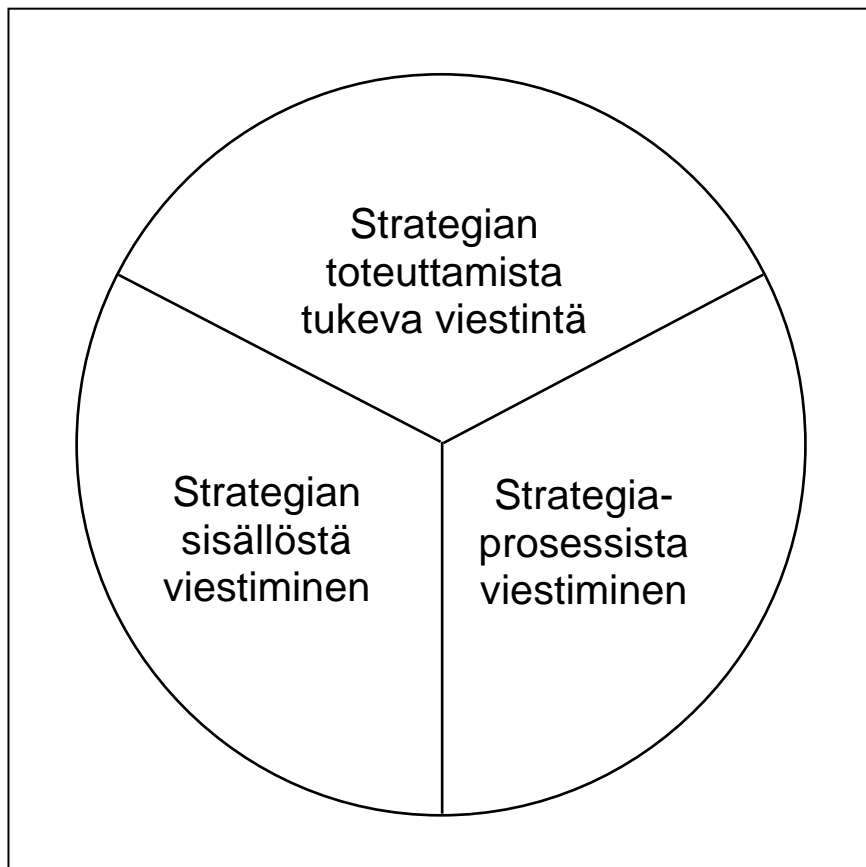 Strategian
toteuttamista
tukeva viestintä
Strategian
sisällöstä
viestiminen
Strategia-
prosessista
viestiminen